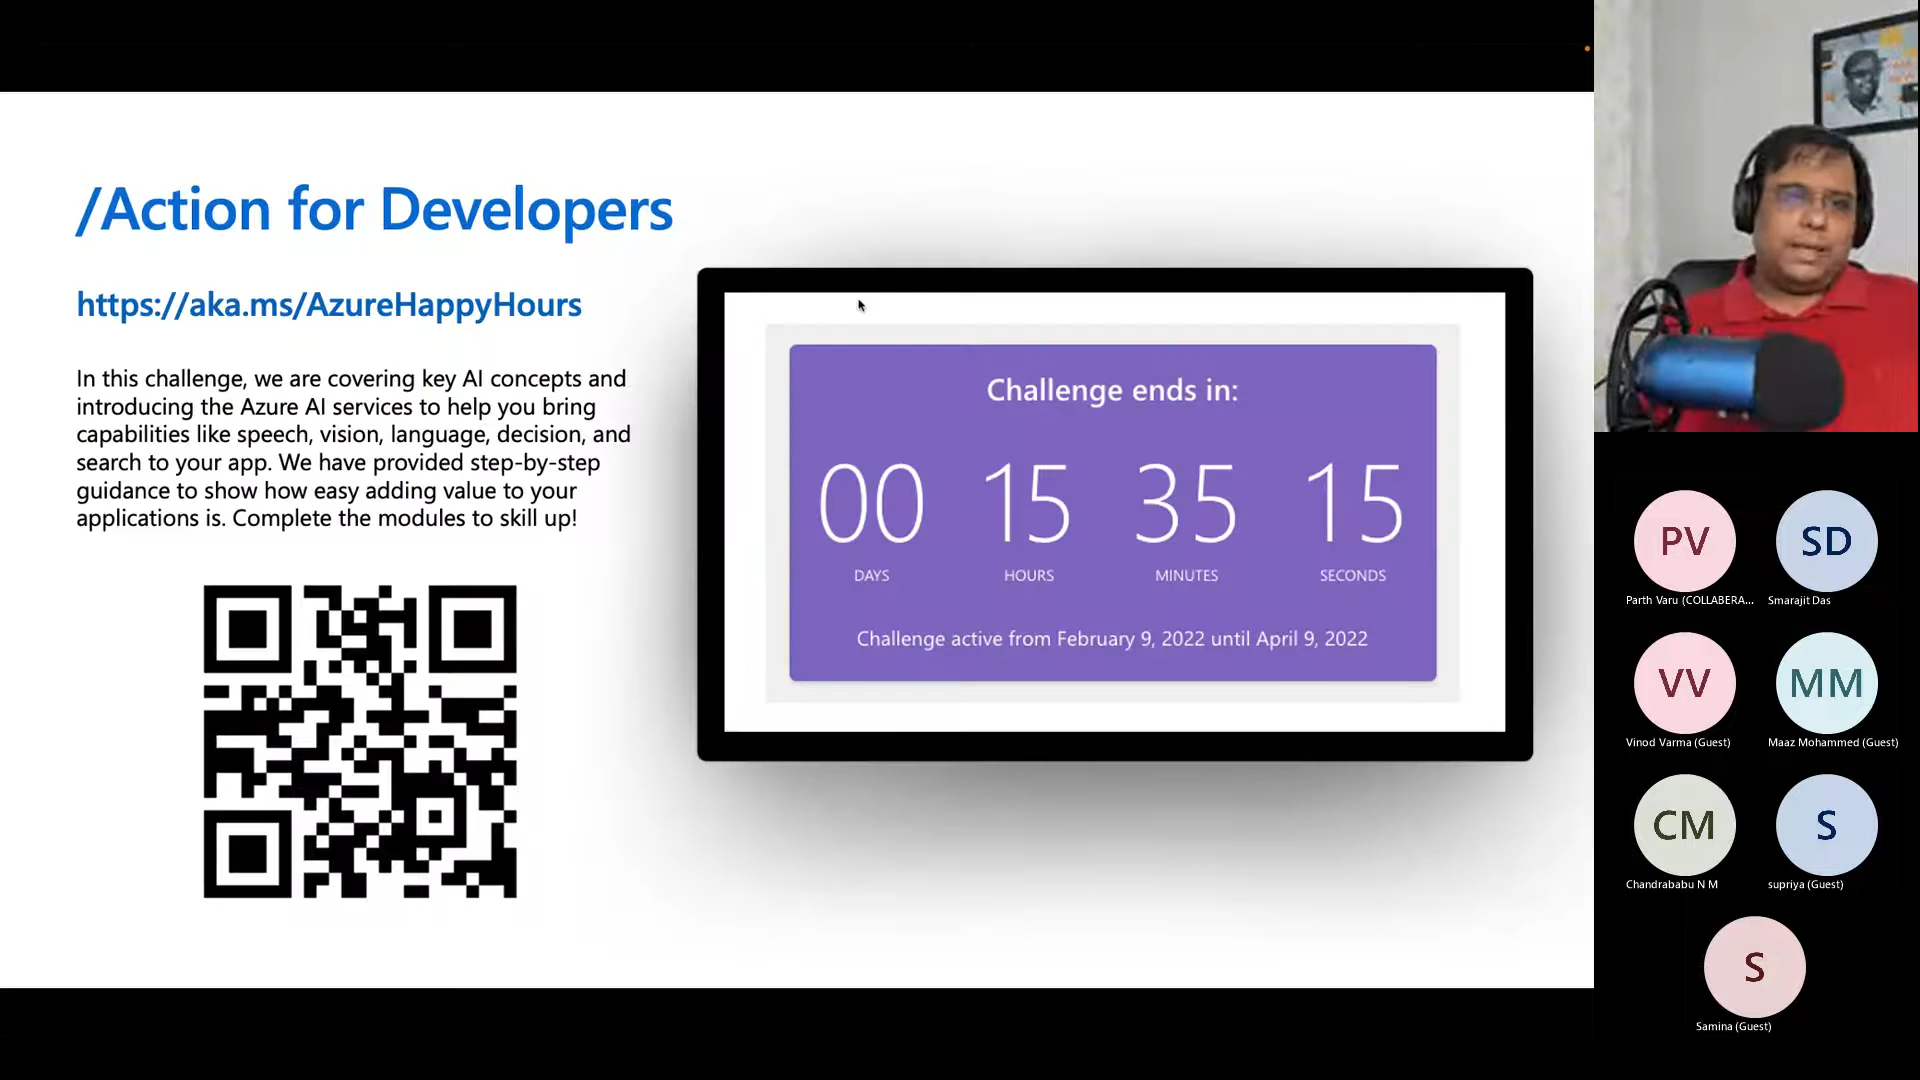 /Action for Developers
https://aka.ms/AzureHappyHours
In this challenge, we are covering key AI concepts and
introducing the Azure AI services to help you bring
capabilities like speech, vision, language, decision, and
search to your app. We have provided step-by-step
guidance to show how easy adding value to your
applications is. Complete the modules to skill up!
Challenge ends in:
00 15 35 15
DAYS HOURS MINUTES SECONDS
Challenge active from February 9, 2022 until April 9, 2022
PV SD
Parth Varu (COLLABERA... Smarajit Das
VV MM
Vinod Varma (Guest) Maaz Mohammed (Guest)
CM S
Chandrababu N M supriya (Guest)
S
Samina (Guest)